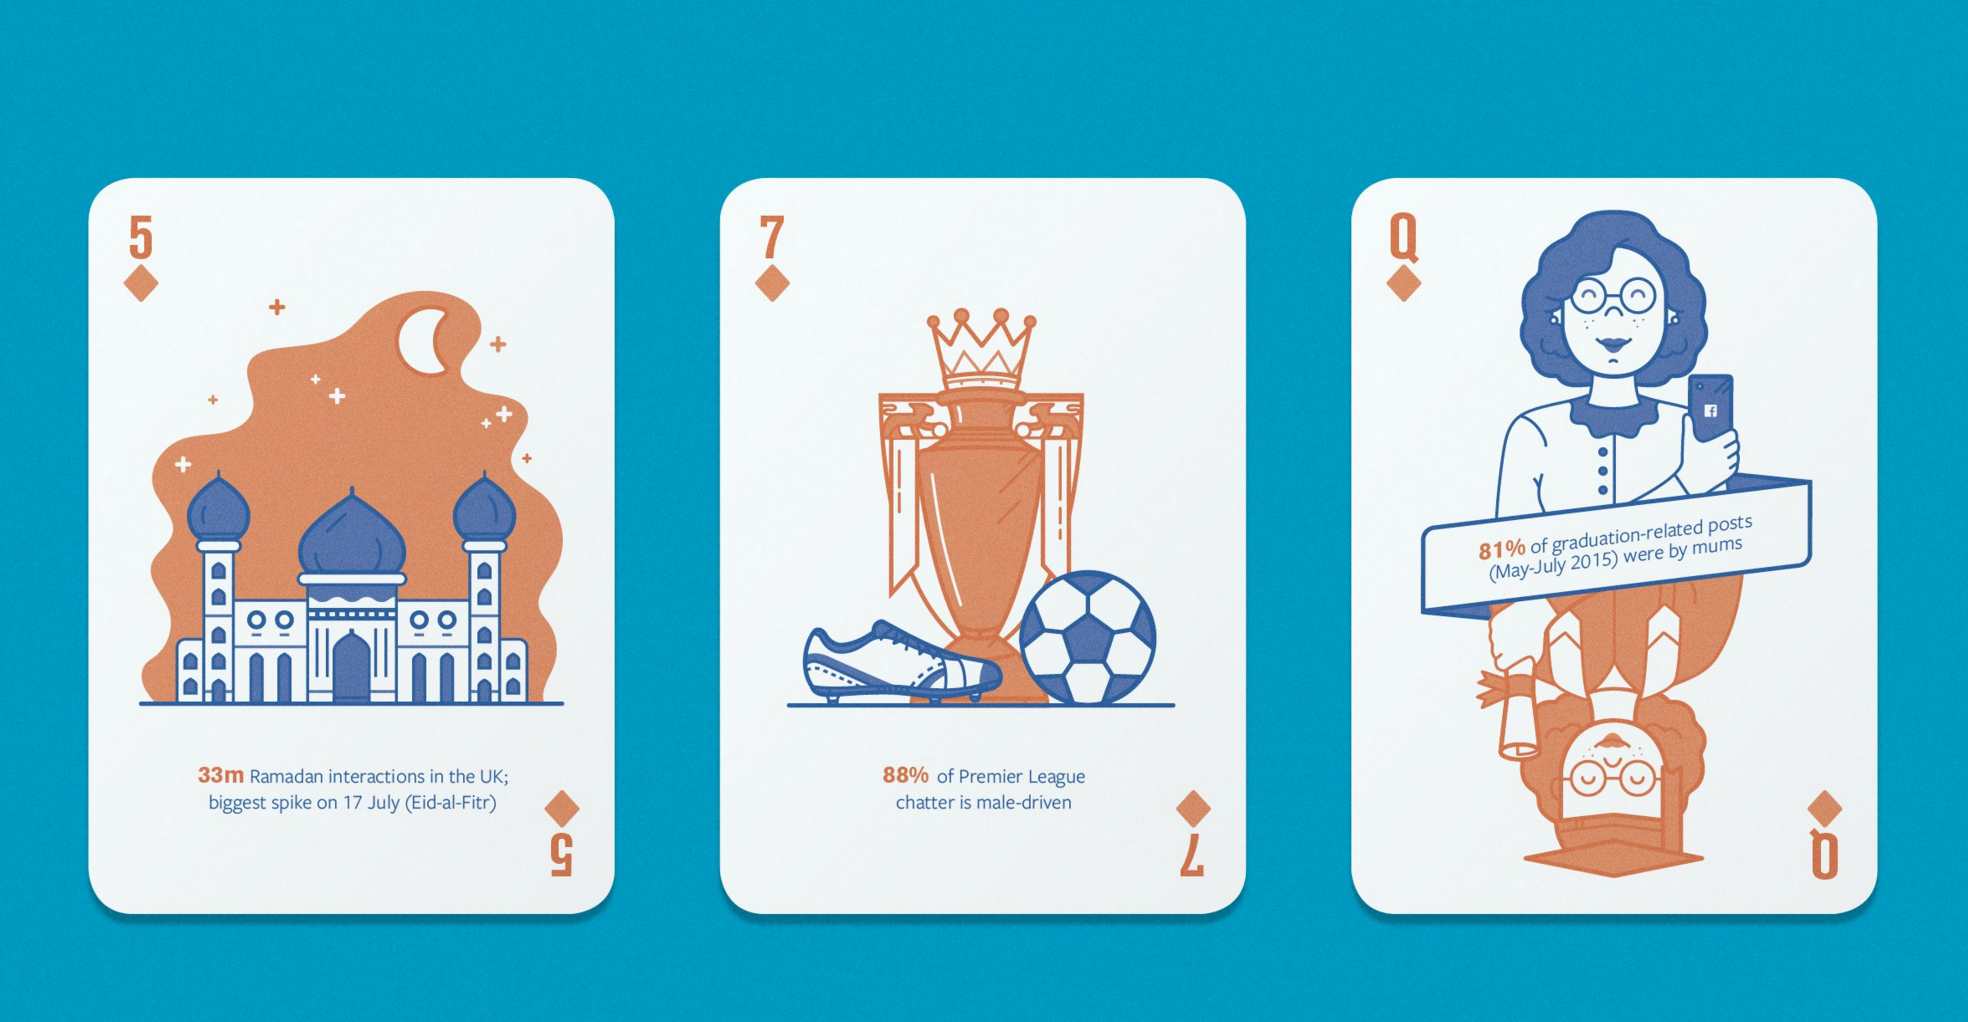 5
33m Ramadan interactions in the UK;
biggest spike on 17 July (Eid-al-Fitr)
5
7
88% of Premier League
chatter is male-driven
7
Q
f
81% of graduation-related posts
(May-July 2015) were by mums
Q